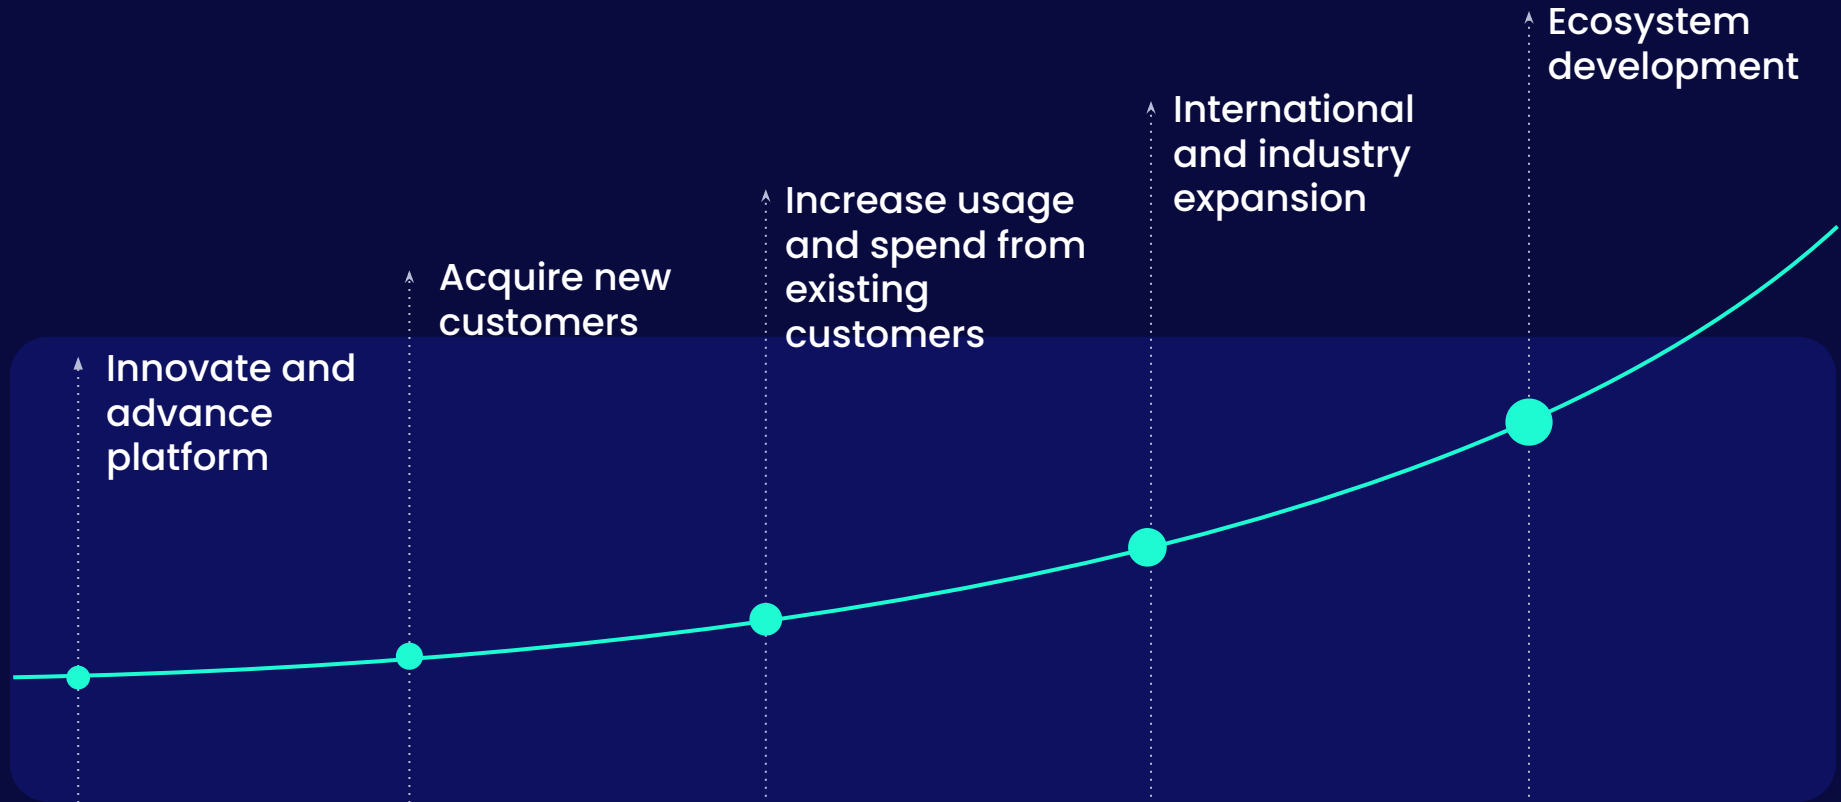 Innovate and
advance
platform
Acquire new
customers
Increase usage
and spend from
existing
customers
International
and industry
expansion
Ecosystem
development